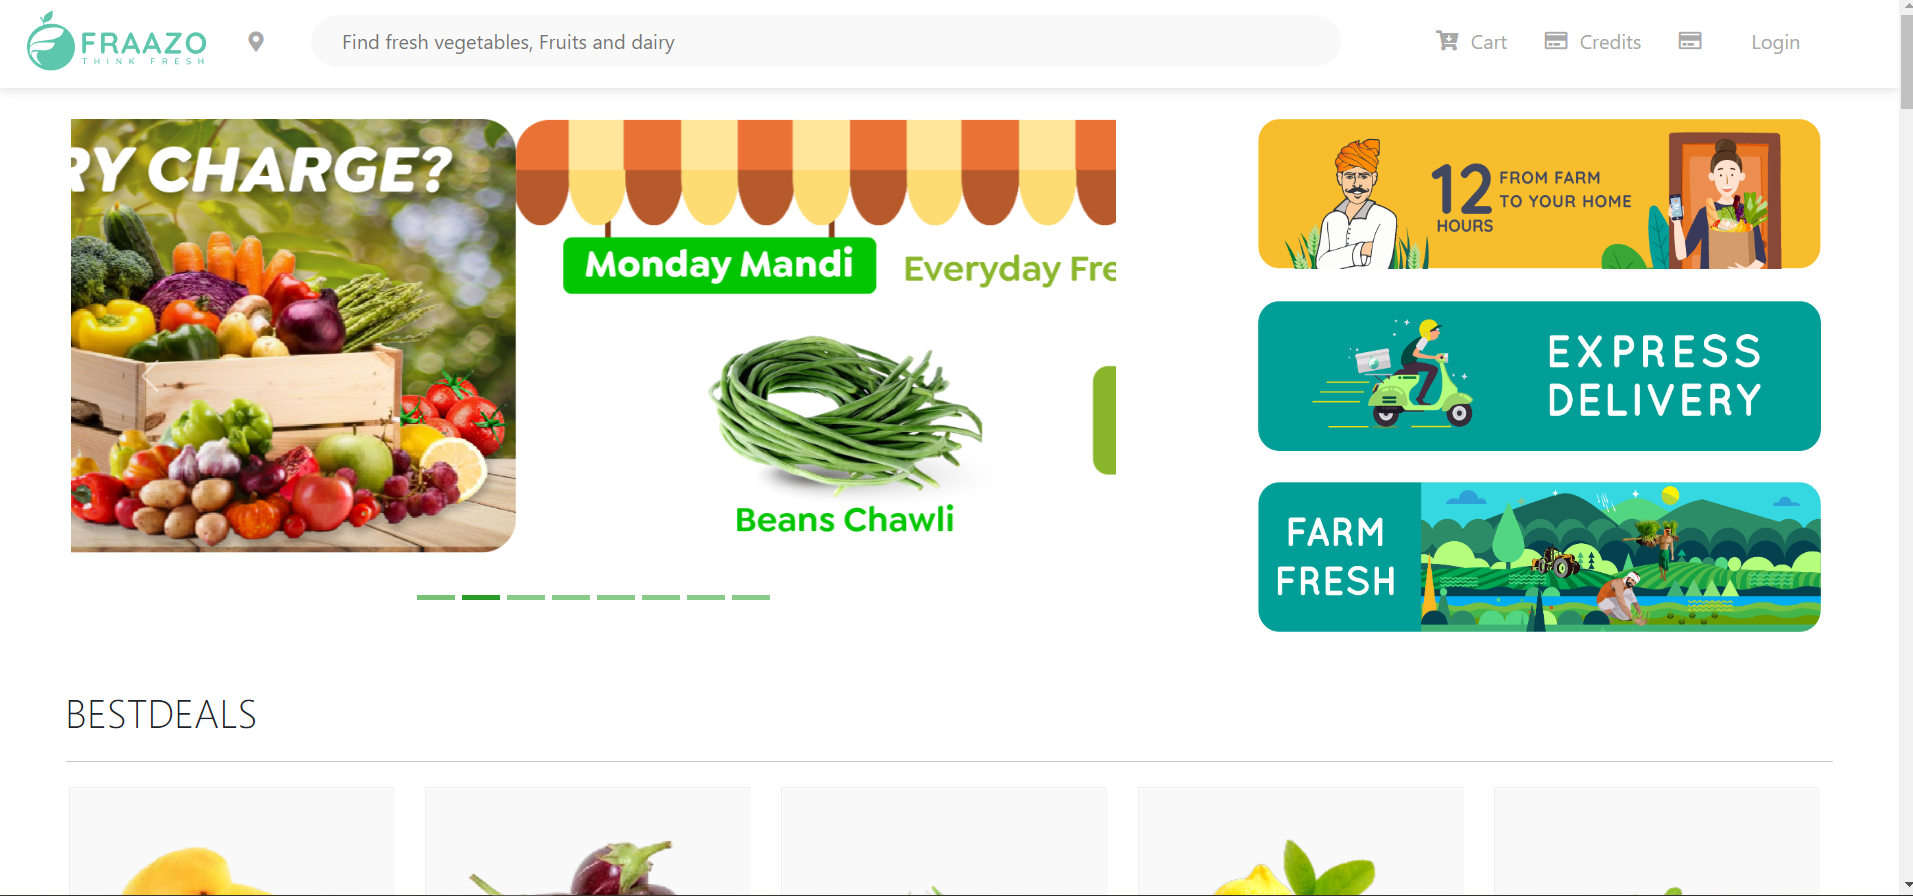 FRAAZO
THINK FRESH
Find fresh vegetables, Fruits and dairy
Cart
Credits
Login
RY CHARGE?
Monday Mandi
Everyday Fre
Beans Chawli
12
HOURS
FROM FARM
TO YOUR HOME
EXPRESS
DELIVERY
FARM
FRESH
BESTDEALS